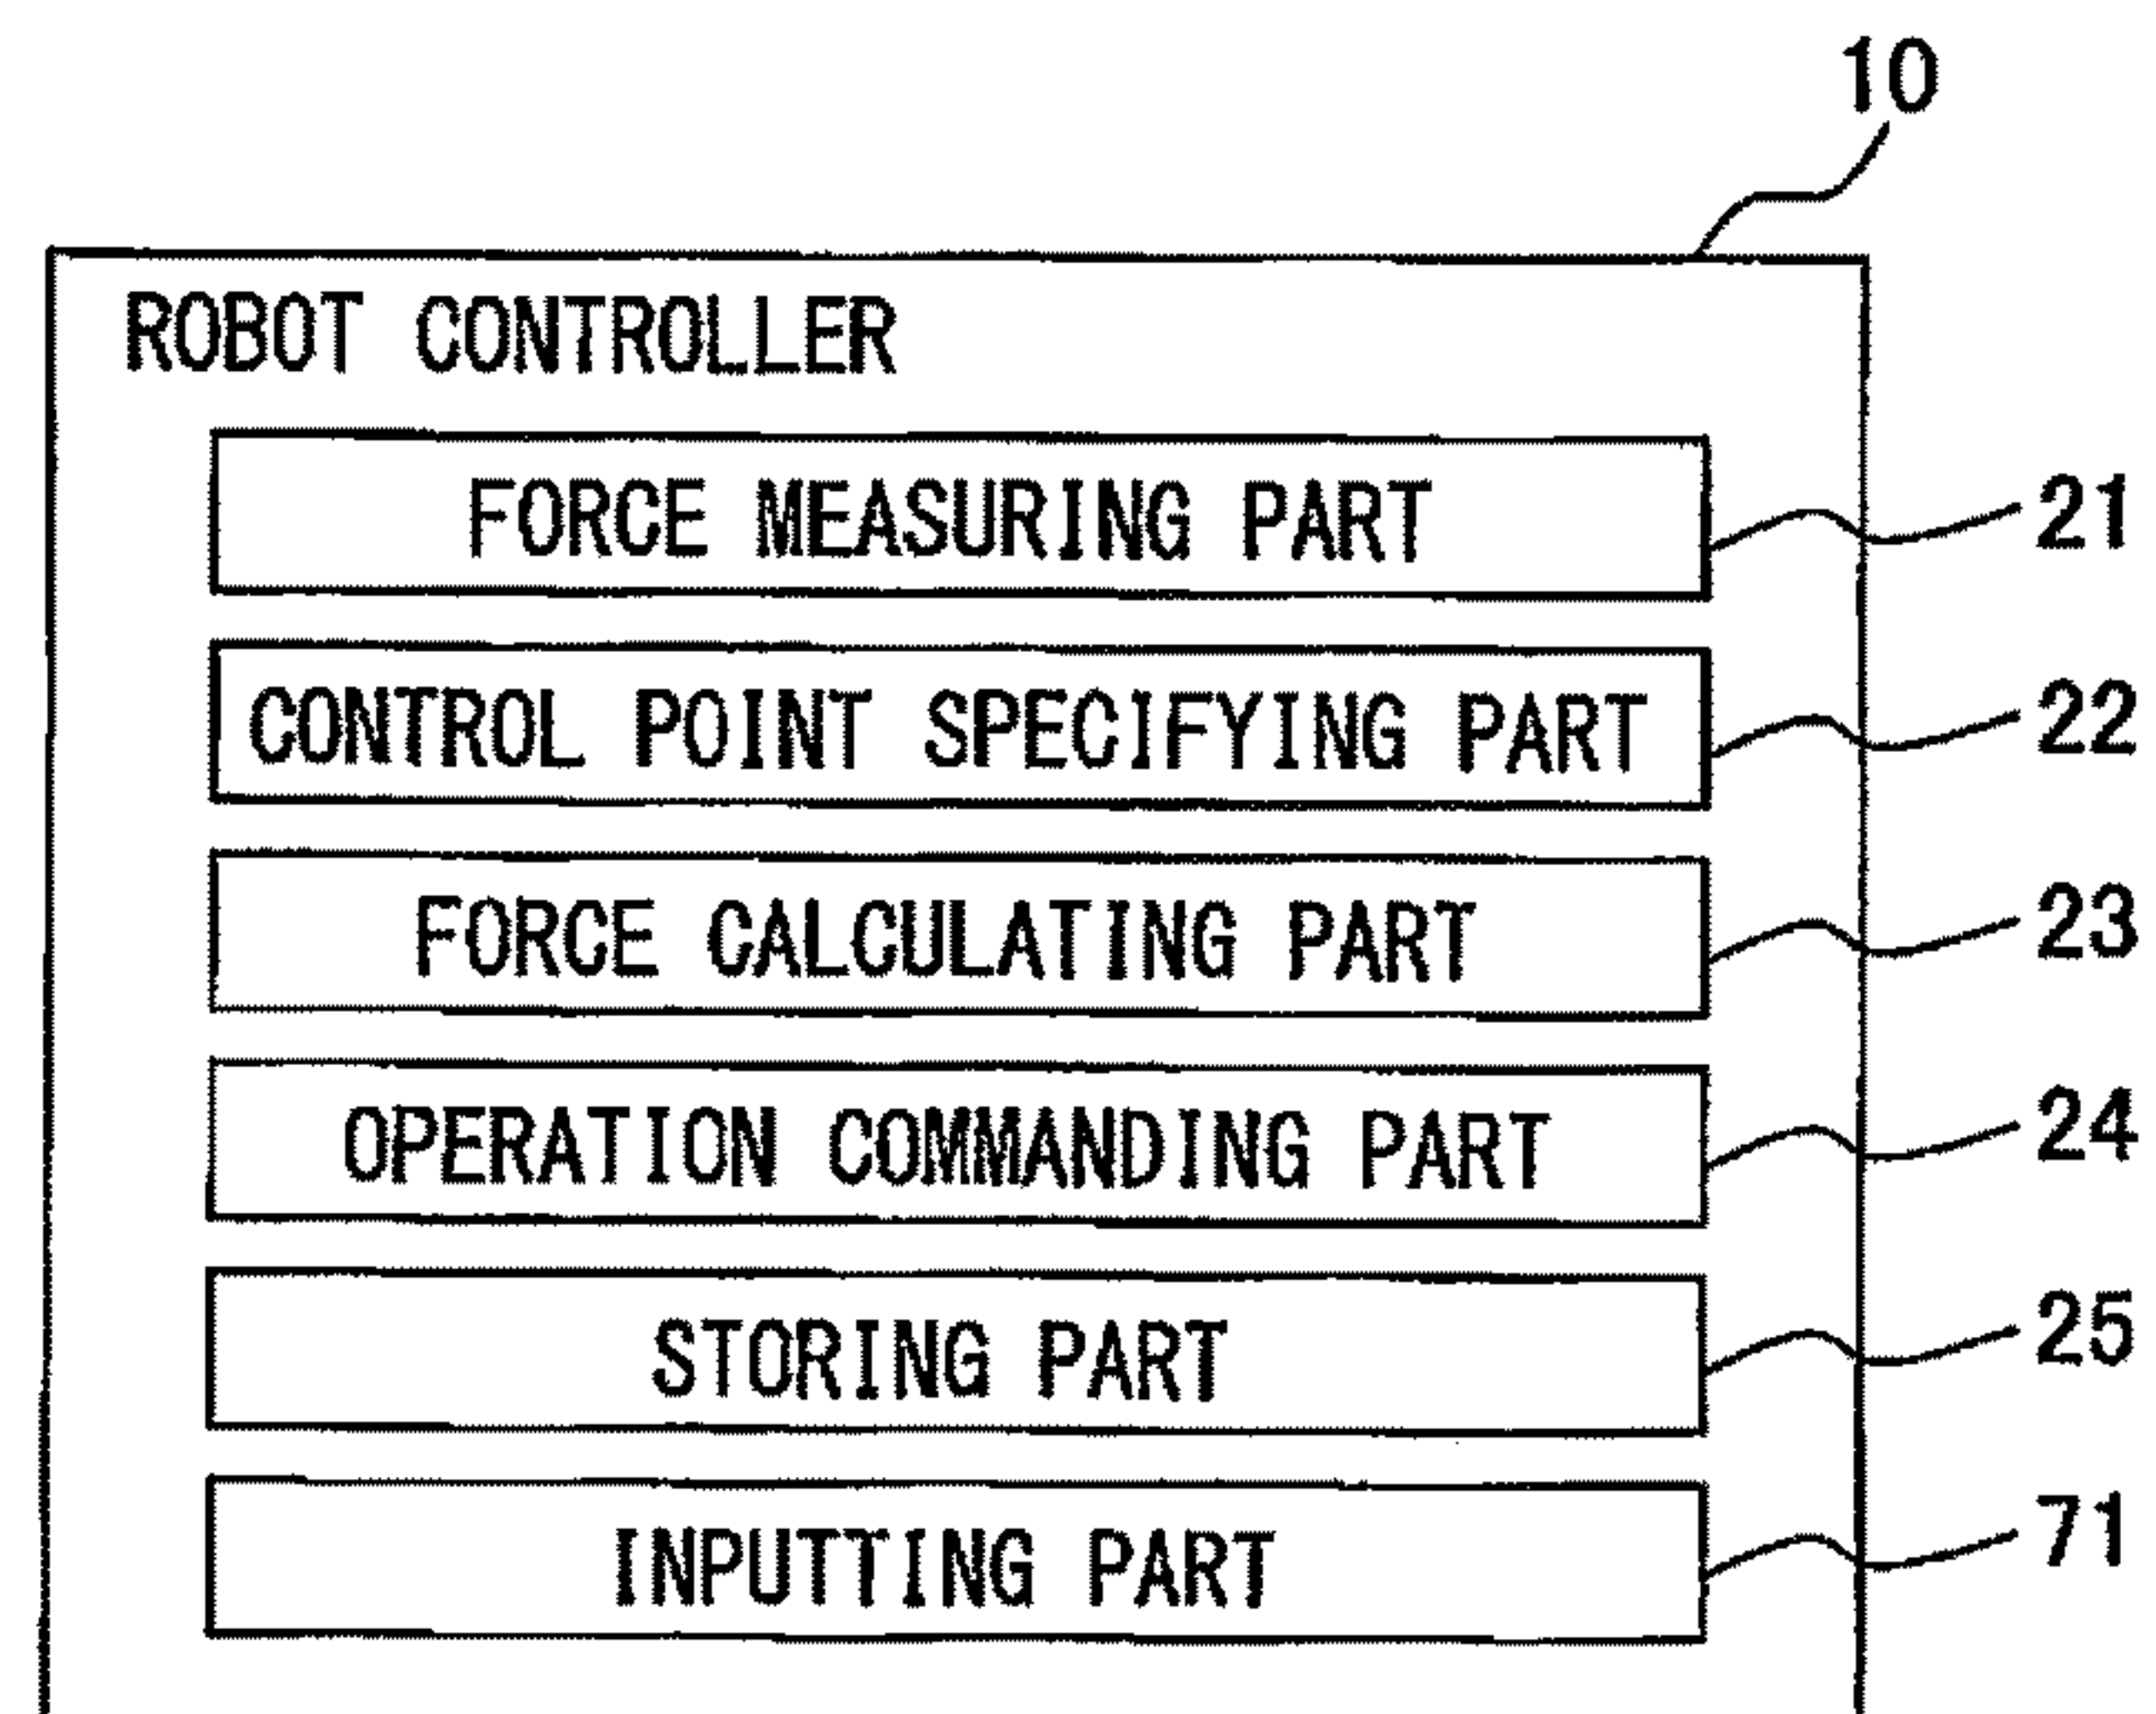 10
ROBOT CONTROLLER
FORCE MEASURING PART 21
CONTROL POINT SPECIFYING PART 22
FORCE CALCULATING PART 23
OPERATION COMMANDING PART 24
STORING PART 25
INPUTTING PART 71